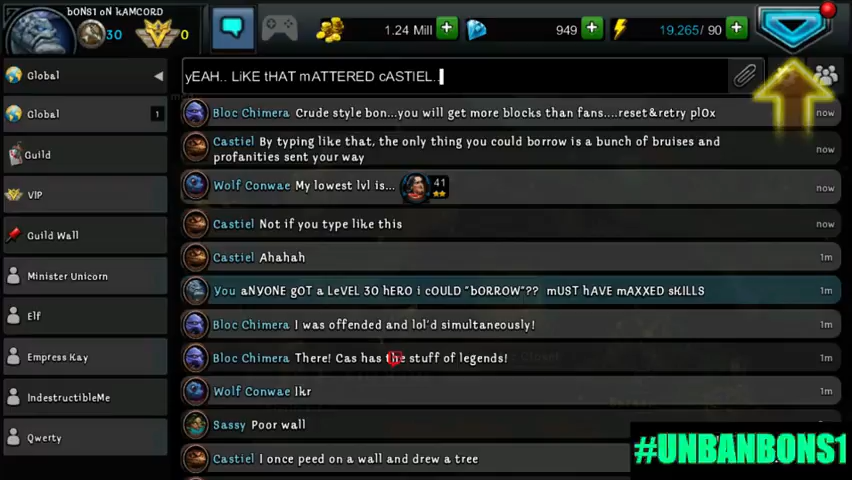 bONS1 oN kAMCORD
30
0
1.24 Mill
949
19,265/ 90
Global
yEAH.. LiKE tHAT mATTERED cASTIEL..
Global 1
Bloc Chimera Crude style bon...you will get more blocks than fans....reset&retry pl0x now
Castiel By typing like that, the only thing you could borrow is a bunch of bruises and
profanities sent your way now
Guild
VIP
Wolf Conwae My lowest lvl is... 41 now
Castiel Not if you type like this now
Guild Wall
Castiel Ahahah 1m
Minister Unicorn
You aNYONE gOT a LeVEL 30 hERO i cOULD "bORROW"?? mUST hAVE mAXXED sKILLS 1m
Elf
Bloc Chimera I was offended and lol'd simultaneously! 1m
Empress Kay
Bloc Chimera There! Cas has the stuff of legends! 1m
IndestructibleMe
Wolf Conwae Ikr 1m
Sassy Poor wall
Qwerty
Castiel I once peed on a wall and drew a tree
#UNBANBONS1